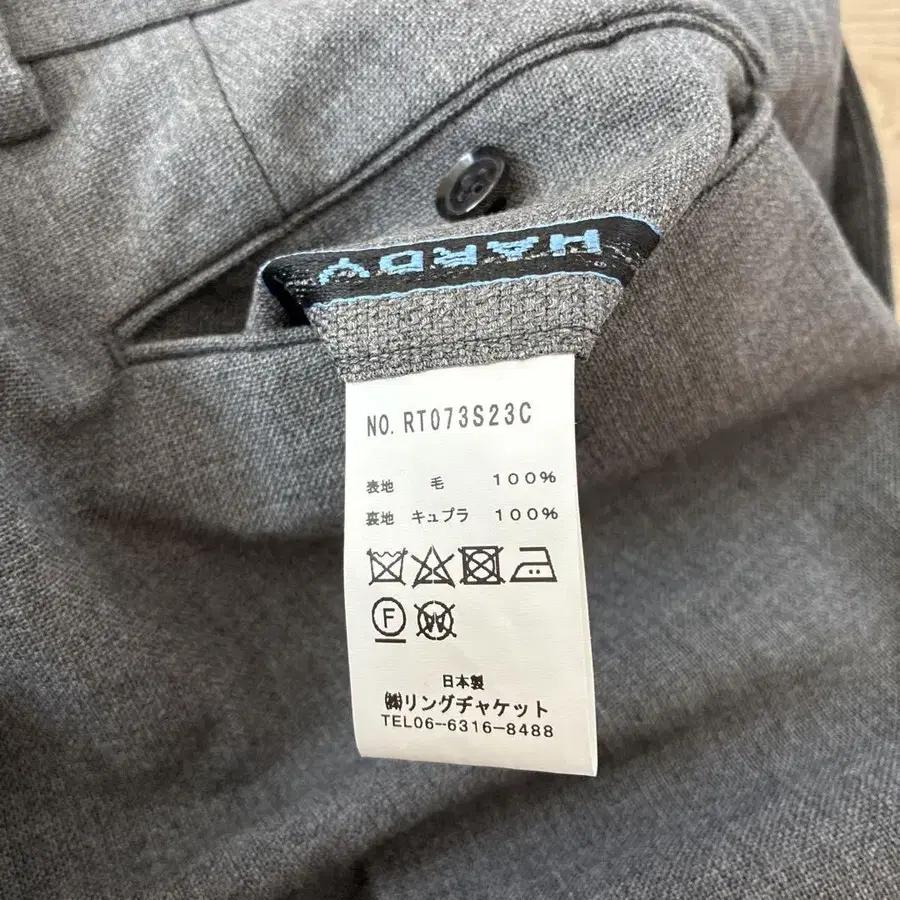 HARDY
NO. RT073S23C
表地 毛 100%
裏地 キュプラ 100%
F
W
日本製
㈱リングヂャケット
TEL06-6316-8488